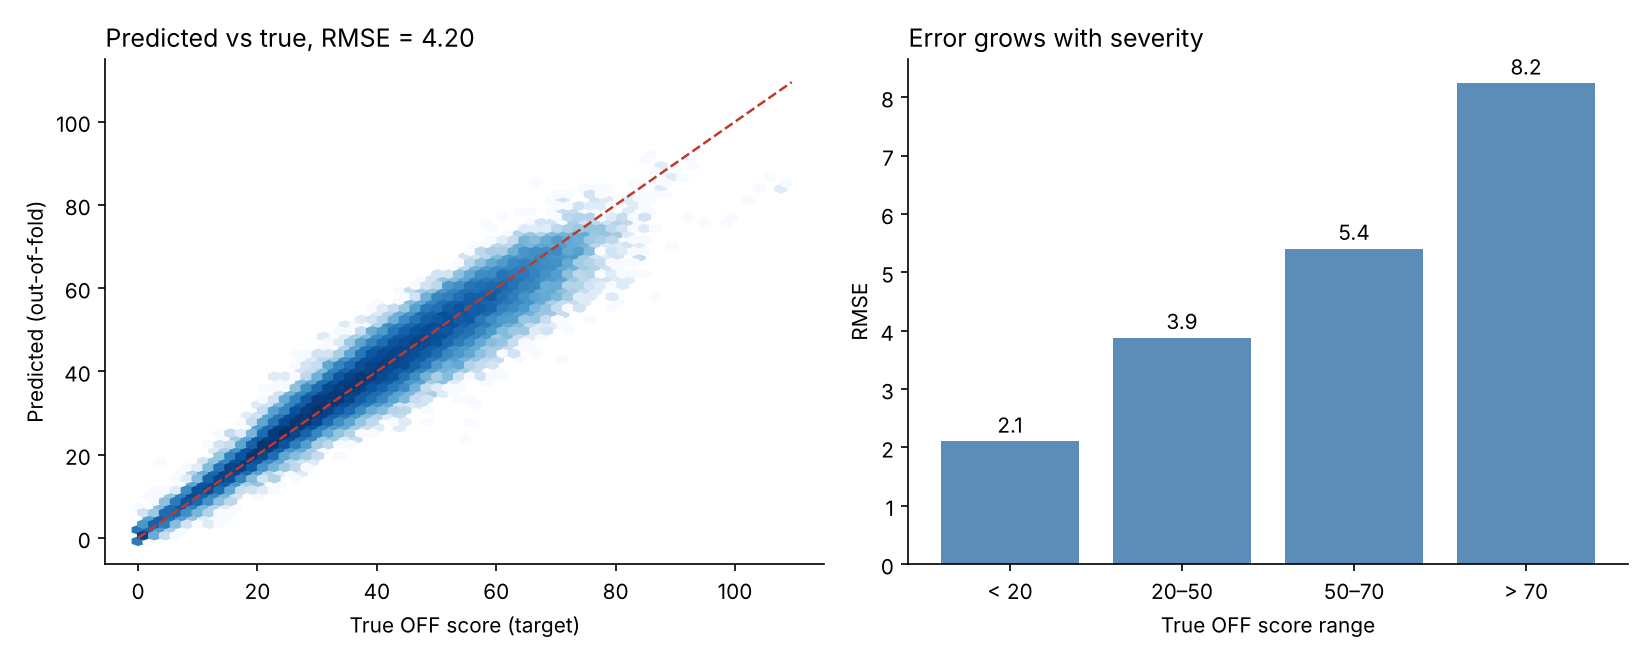 Predicted vs true, RMSE = 4.20
Predicted (out-of-fold)
100
80
60
40
20
0
0 20 40 60 80 100
True OFF score (target)
Error grows with severity
RMSE
8
7
6
5
4
3
2
1
0
2.1
3.9
5.4
8.2
< 20 20–50 50–70 > 70
True OFF score range